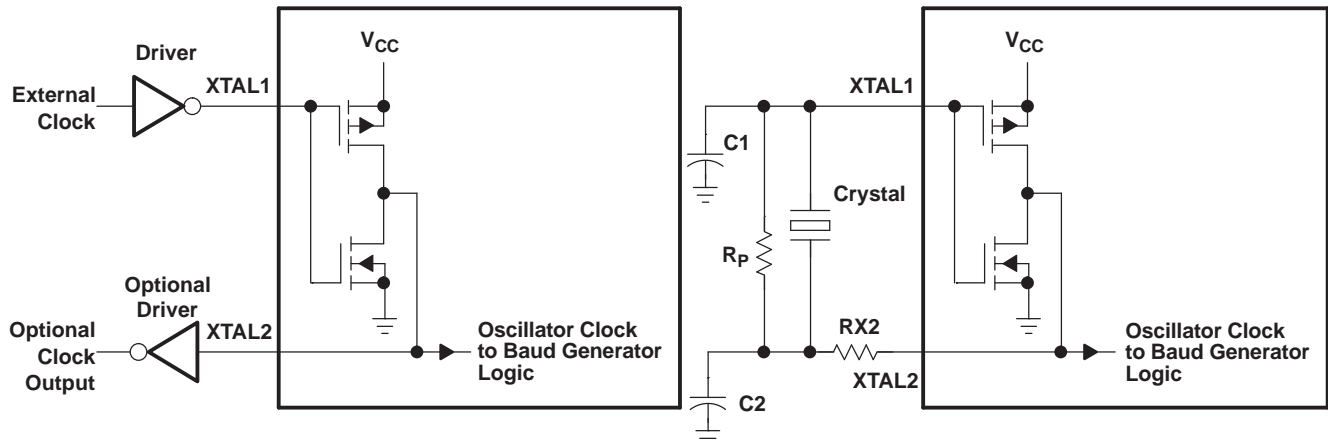 Driver
External
Clock
XTAL1
VCC
Optional
Driver
Optional
Clock
Output
XTAL2
Oscillator Clock
to Baud Generator
Logic
XTAL1
VCC
C1
Crystal
RP
RX2
XTAL2
C2
Oscillator Clock
to Baud Generator
Logic